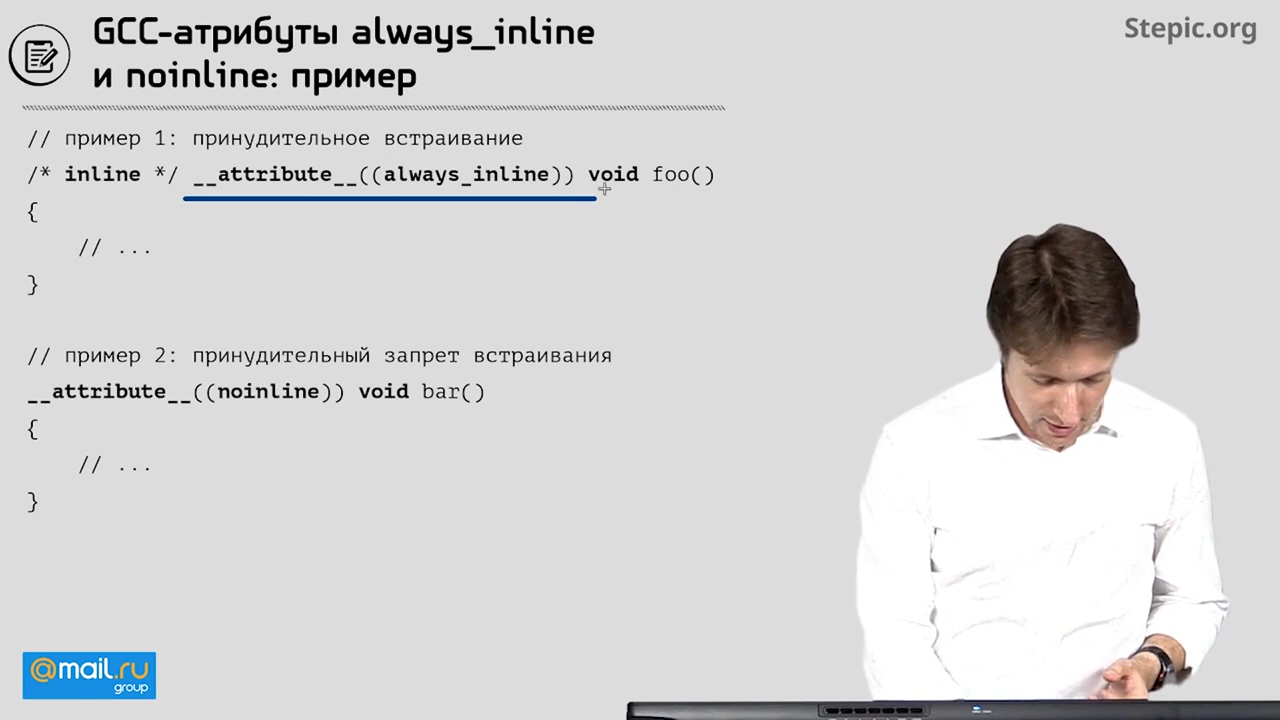 GCC-атрибуты always_inline
и noinline: пример
Stepic.org
// пример 1: принудительное встраивание
/* inline */ __attribute__((always_inline)) void foo()
{
// ...
}
// пример 2: принудительный запрет встраивания
__attribute__((noinline)) void bar()
{
// ...
}
@mail.ru
group